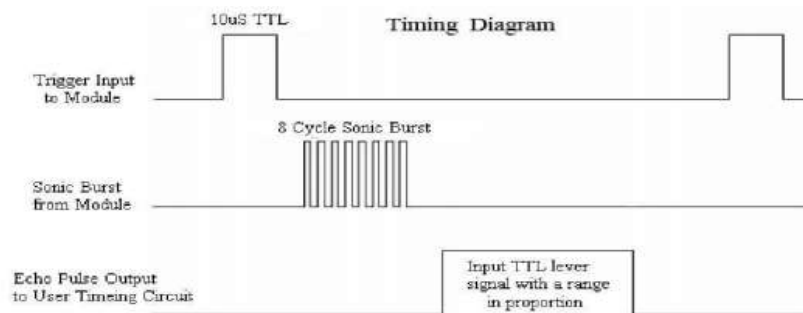 10uS TTL
Timing Diagram
Trigger Input
to Module
8 Cycle Sonic Burst
Sonic Burst
from Module
Echo Pulse Output
to User Timeing Circuit
Input TTL lever
signal with a range
in proportion